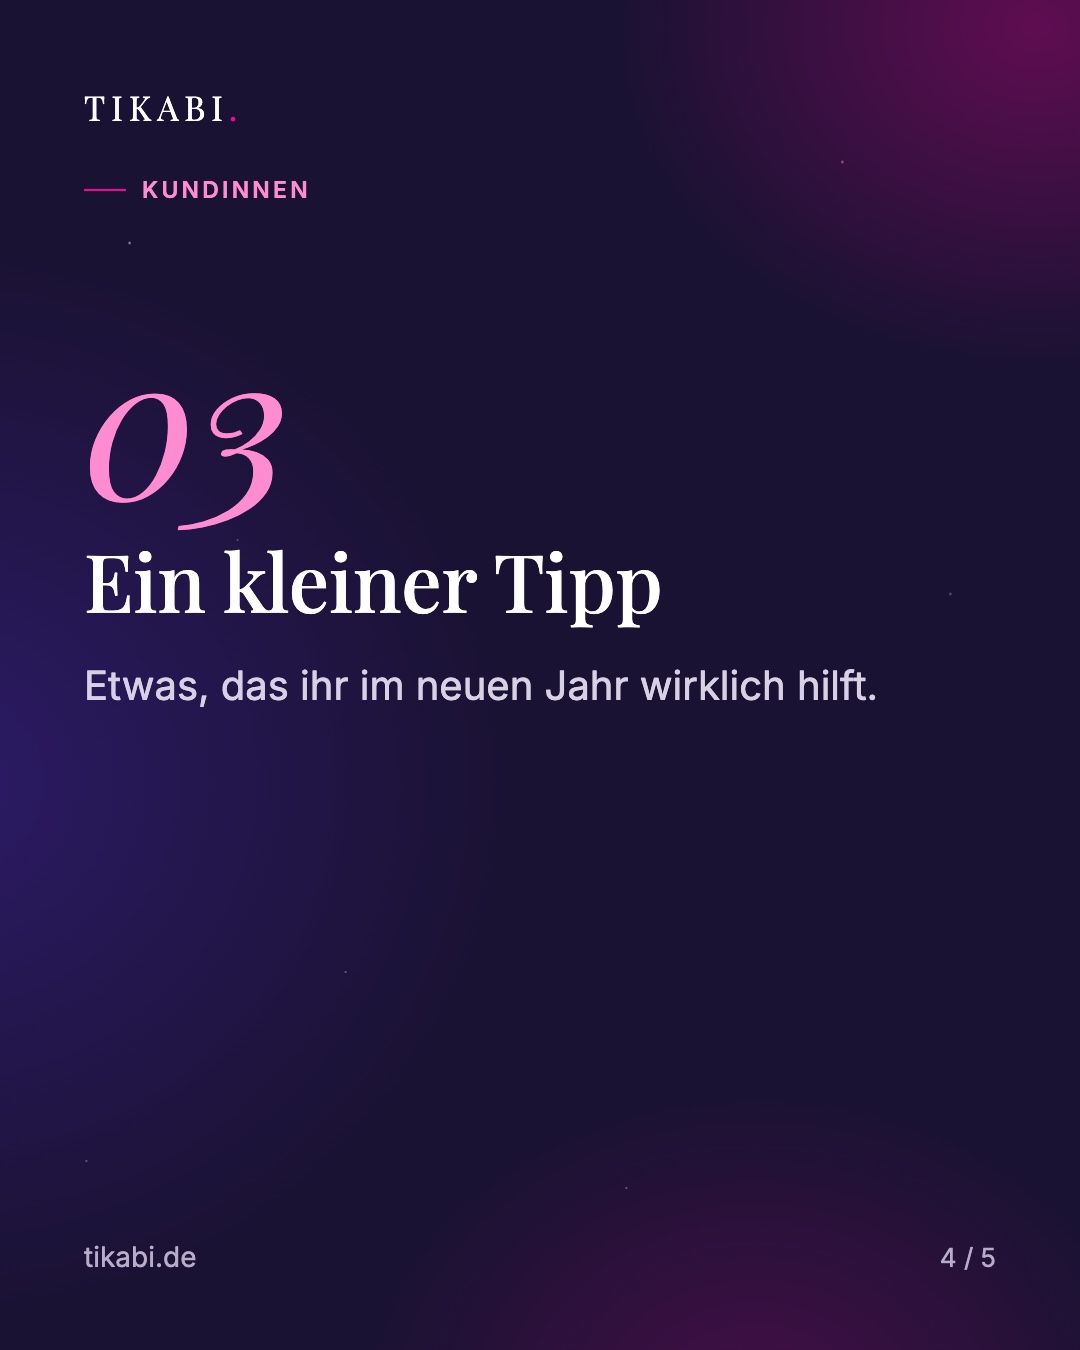 TIKABI.
KUNDINNEN
03
Ein kleiner Tipp
Etwas, das ihr im neuen Jahr wirklich hilft.
tikabi.de
4 / 5